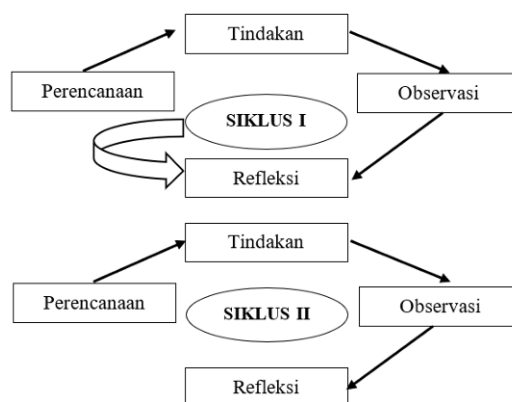 Tindakan
Perencanaan
Observasi
SIKLUS I
Refleksi
Tindakan
Perencanaan
Observasi
SIKLUS II
Refleksi